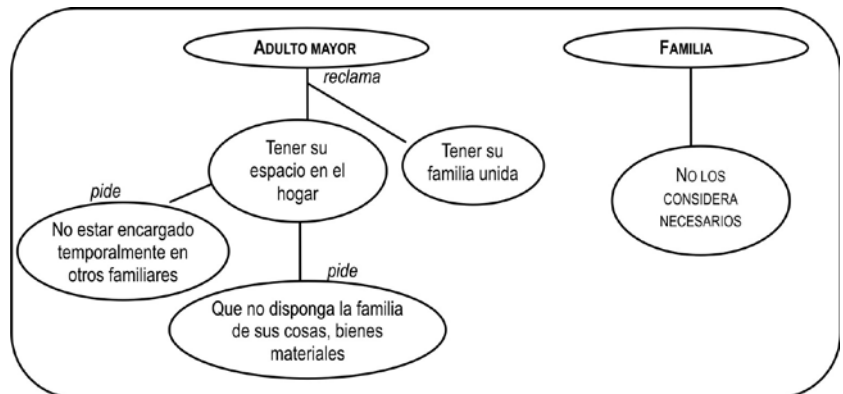 ADULTO MAYOR
FAMILIA
reclama
Tener su
espacio en el
hogar
Tener su
familia unida
NO LOS
CONSIDERA
NECESARIOS
pide
No estar encargado
temporalmente en
otros familiares
pide
Que no disponga la familia
de sus cosas, bienes
materiales